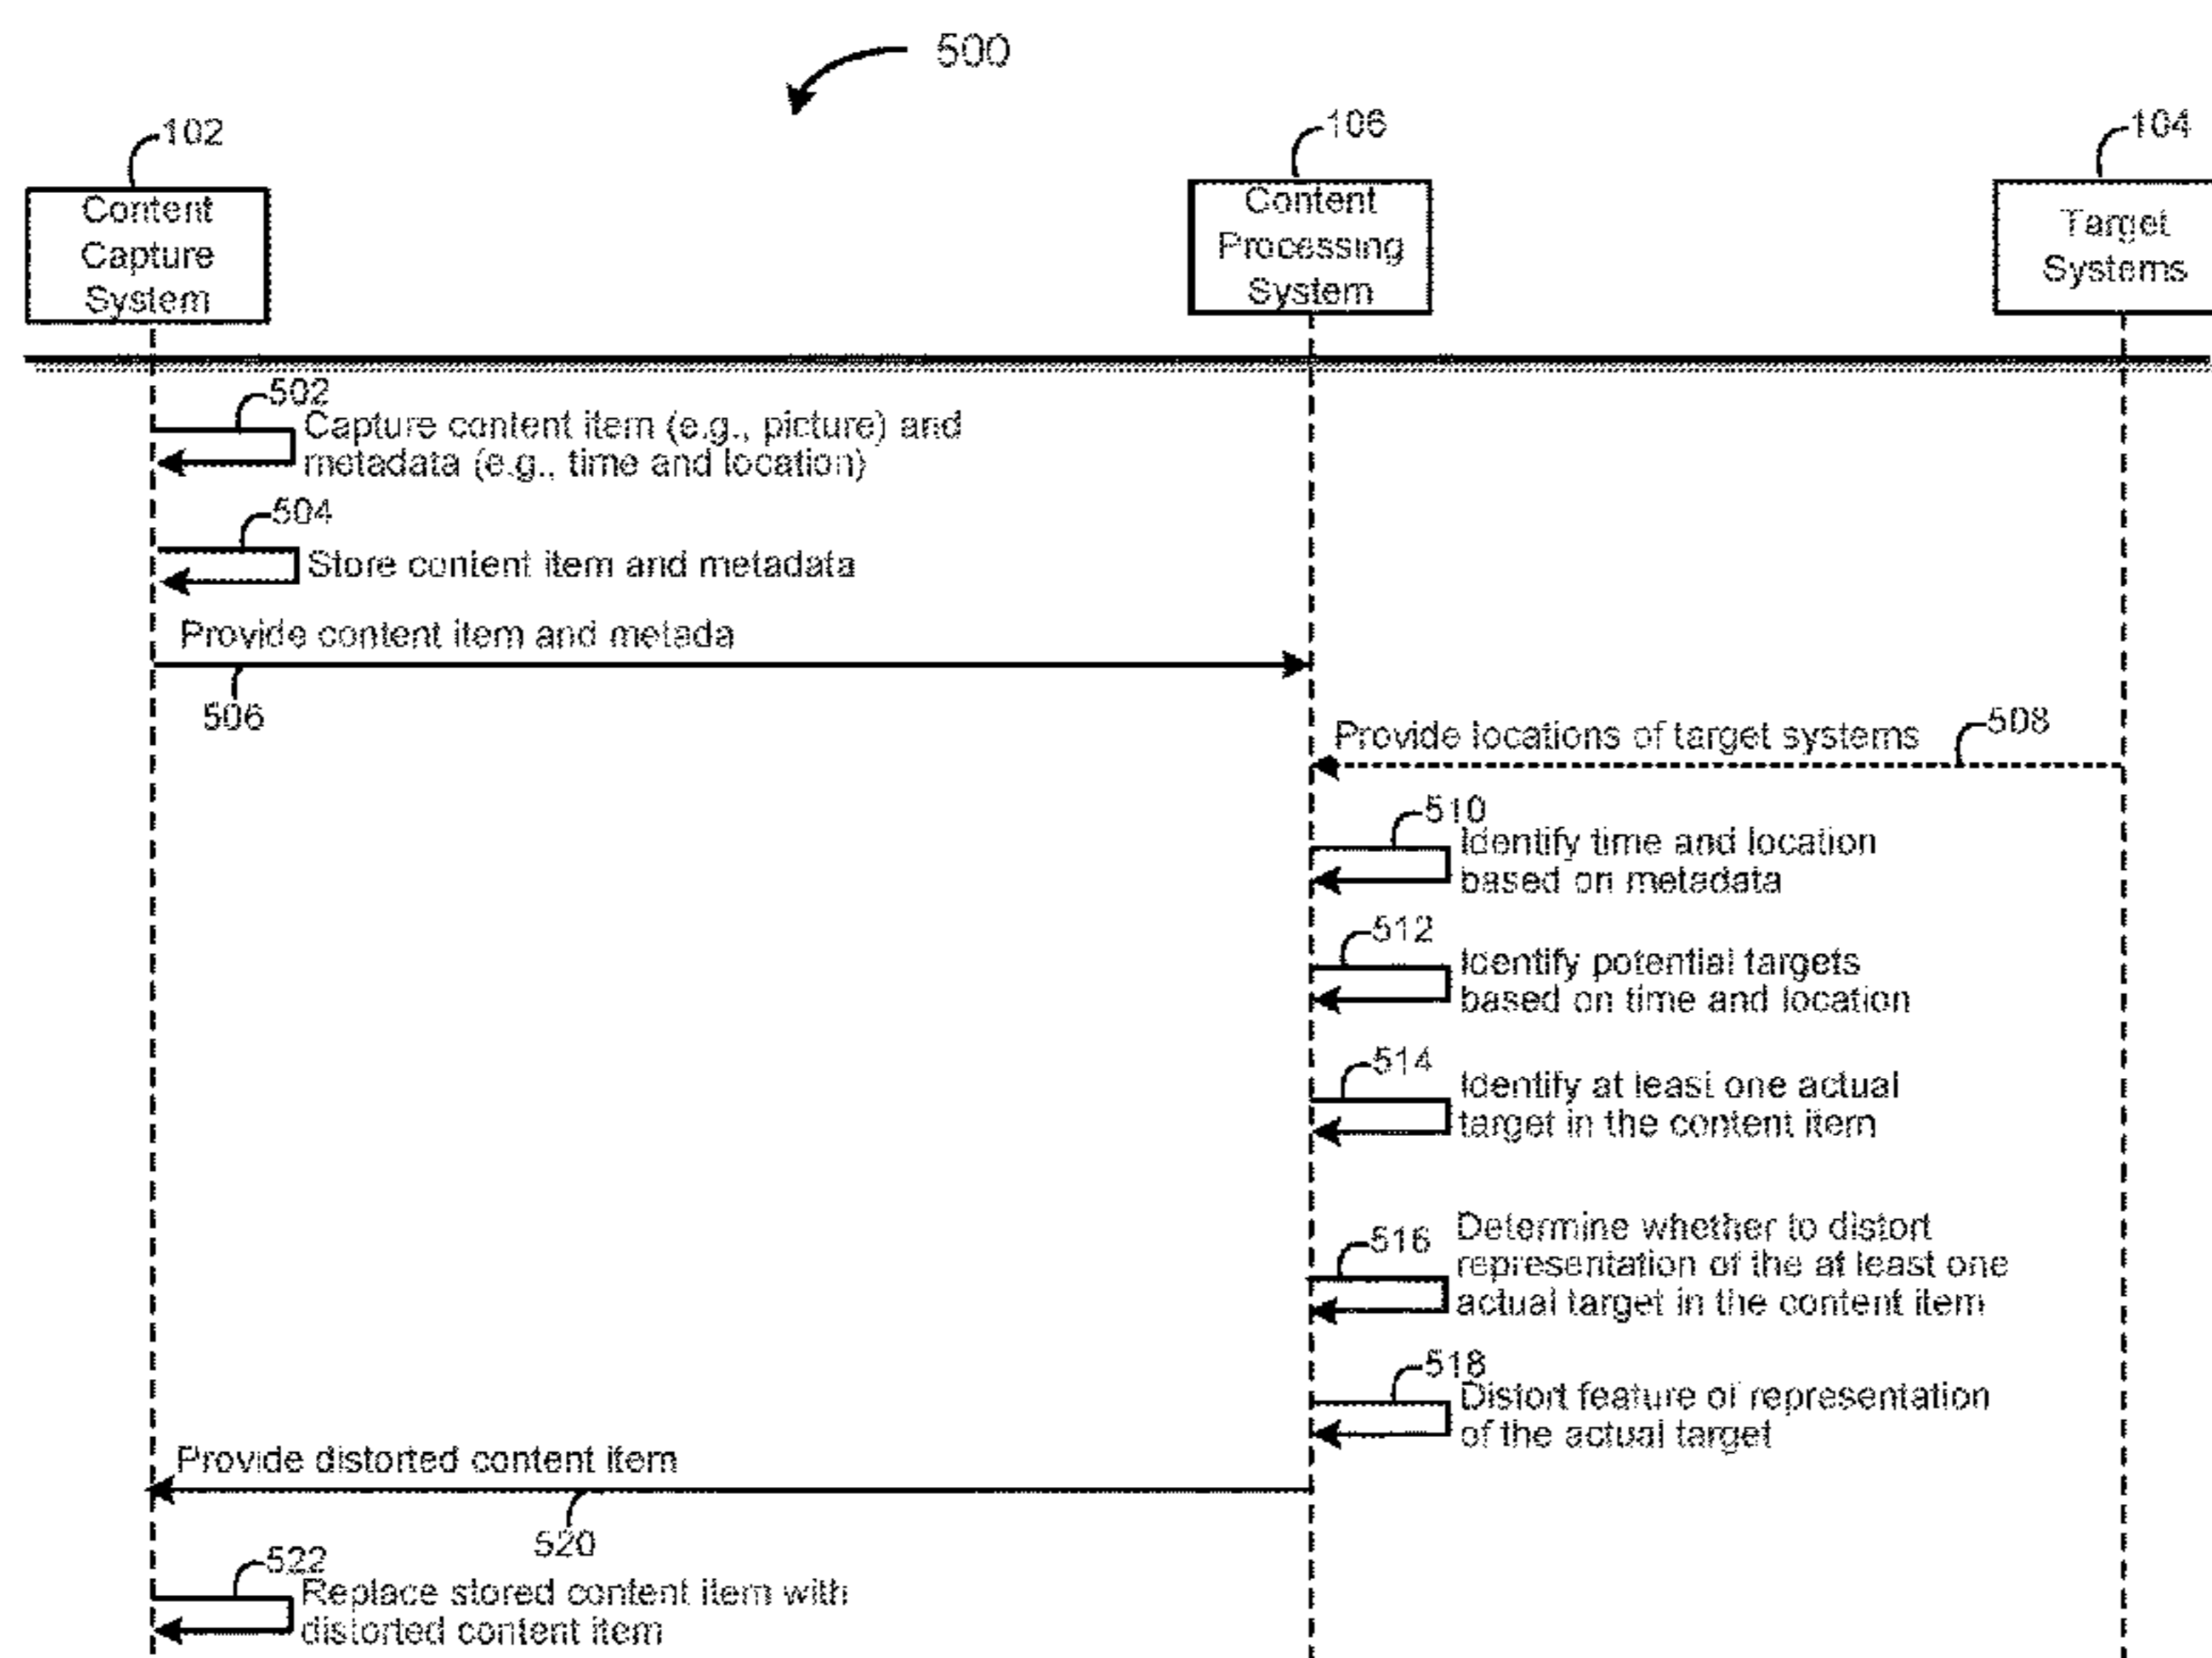 500
102
106
104
Content
Capture
System
Content
Processing
System
Target
Systems
502
Capture content item (e.g., picture) and
metadata (e.g., time and location)
504
Store content item and metadata
Provide content item and metada
506
Provide locations of target systems
508
510
Identify time and location
based on metadata
512
Identify potential targets
based on time and location
514
Identify at least one actual
target in the content item
516
Determine whether to distort
representation of the at least one
actual target in the content item
518
Distort feature of representation
of the actual target
Provide distorted content item
520
522
Replace stored content item with
distorted content item